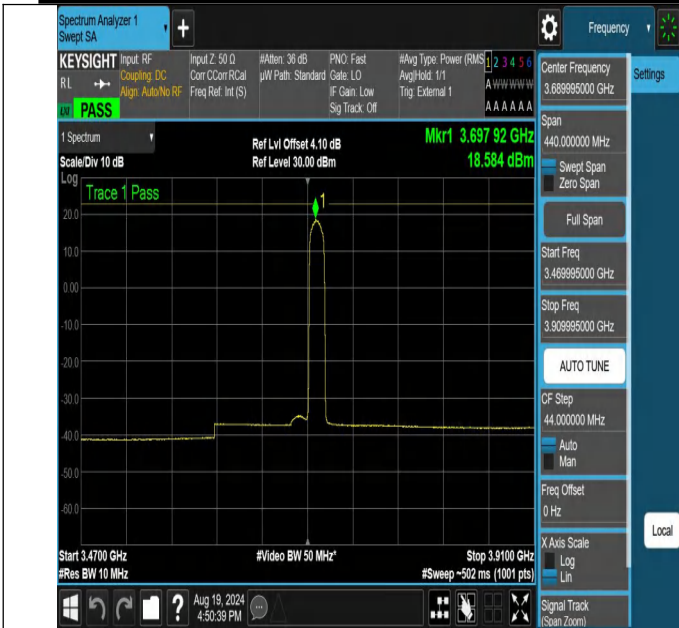 Spectrum Analyzer 1
Swept SA
+
Frequency
KEYSIGHT
RL
LXI
PASS
Input: RF
Coupling: DC
Align: Auto/No RF
Input Z: 50 Ω
Corr CCorr RCal
Freq Ref: Int (S)
#Atten: 36 dB
µW Path: Standard
PNO: Fast
Gate: LO
IF Gain: Low
Sig Track: Off
#Avg Type: Power (RMS
Avg|Hold: 1/1
Trig: External 1
1 2 3 4 5 6
A W W W W W
A A A A A A
1 Spectrum
Scale/Div 10 dB
Log
Ref Lvl Offset 4.10 dB
Ref Level 30.00 dBm
Mkr1 3.697 92 GHz
18.584 dBm
Trace 1 Pass
1
20.0
10.0
0.00
-10.0
-20.0
-30.0
-40.0
-50.0
-60.0
Start 3.4700 GHz
#Res BW 10 MHz
#Video BW 50 MHz*
Stop 3.9100 GHz
#Sweep ~502 ms (1001 pts)
?
Aug 19, 2024
4:50:39 PM
Center Frequency
3.689995000 GHz
Span
440.000000 MHz
Swept Span
Zero Span
Full Span
Start Freq
3.469995000 GHz
Stop Freq
3.909995000 GHz
AUTO TUNE
CF Step
44.000000 MHz
Auto
Man
Freq Offset
0 Hz
X Axis Scale
Log
Lin
Signal Track
(Span Zoom)
Settings
Local